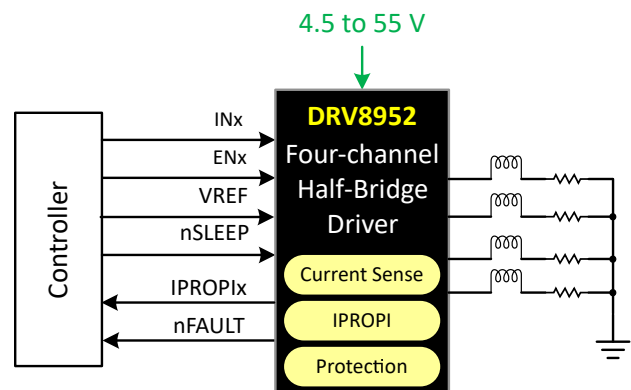 4.5 to 55 V
Controller
INx
ENx
VREF
nSLEEP
IPROPIx
nFAULT
DRV8952
Four-channel
Half-Bridge
Driver
Current Sense
IPROPI
Protection